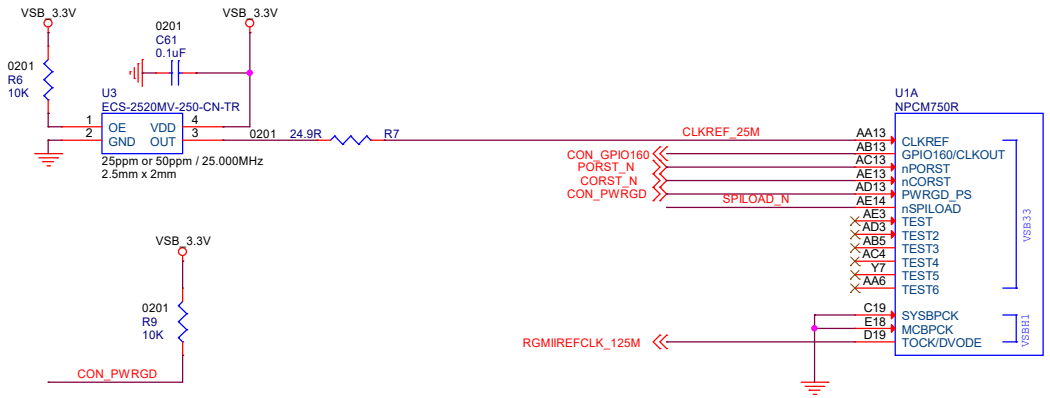 VSB_3.3V
VSB_3.3V
0201
C61
0.1uF
0201
R6
10K
U3
ECS-2520MV-250-CN-TR
1 OE VDD 4
2 GND OUT 3
0201 24.9R R7
25ppm or 50ppm / 25.000MHz
2.5mm x 2mm
U1A
NPCM750R
CLKREF_25M AA13 CLKREF
CON_GPIO160 AB13 GPIO160/CLKOUT
PORST_N AC13 nPORST
CORST_N AE13 nCORST
CON_PWRGD AD13 PWRGD_PS
SPILOAD_N AE14 nSPILOAD
AE3 TEST
AD3 TEST2
AB5 TEST3
AC4 TEST4
Y7 TEST5
AA6 TEST6
VSB33
C19 SYSBPCK
E18 MCBPCK
RGMIIREFCLK_125M D19 TOCK/DVODE
VSBH1
VSB_3.3V
0201
R9
10K
CON_PWRGD